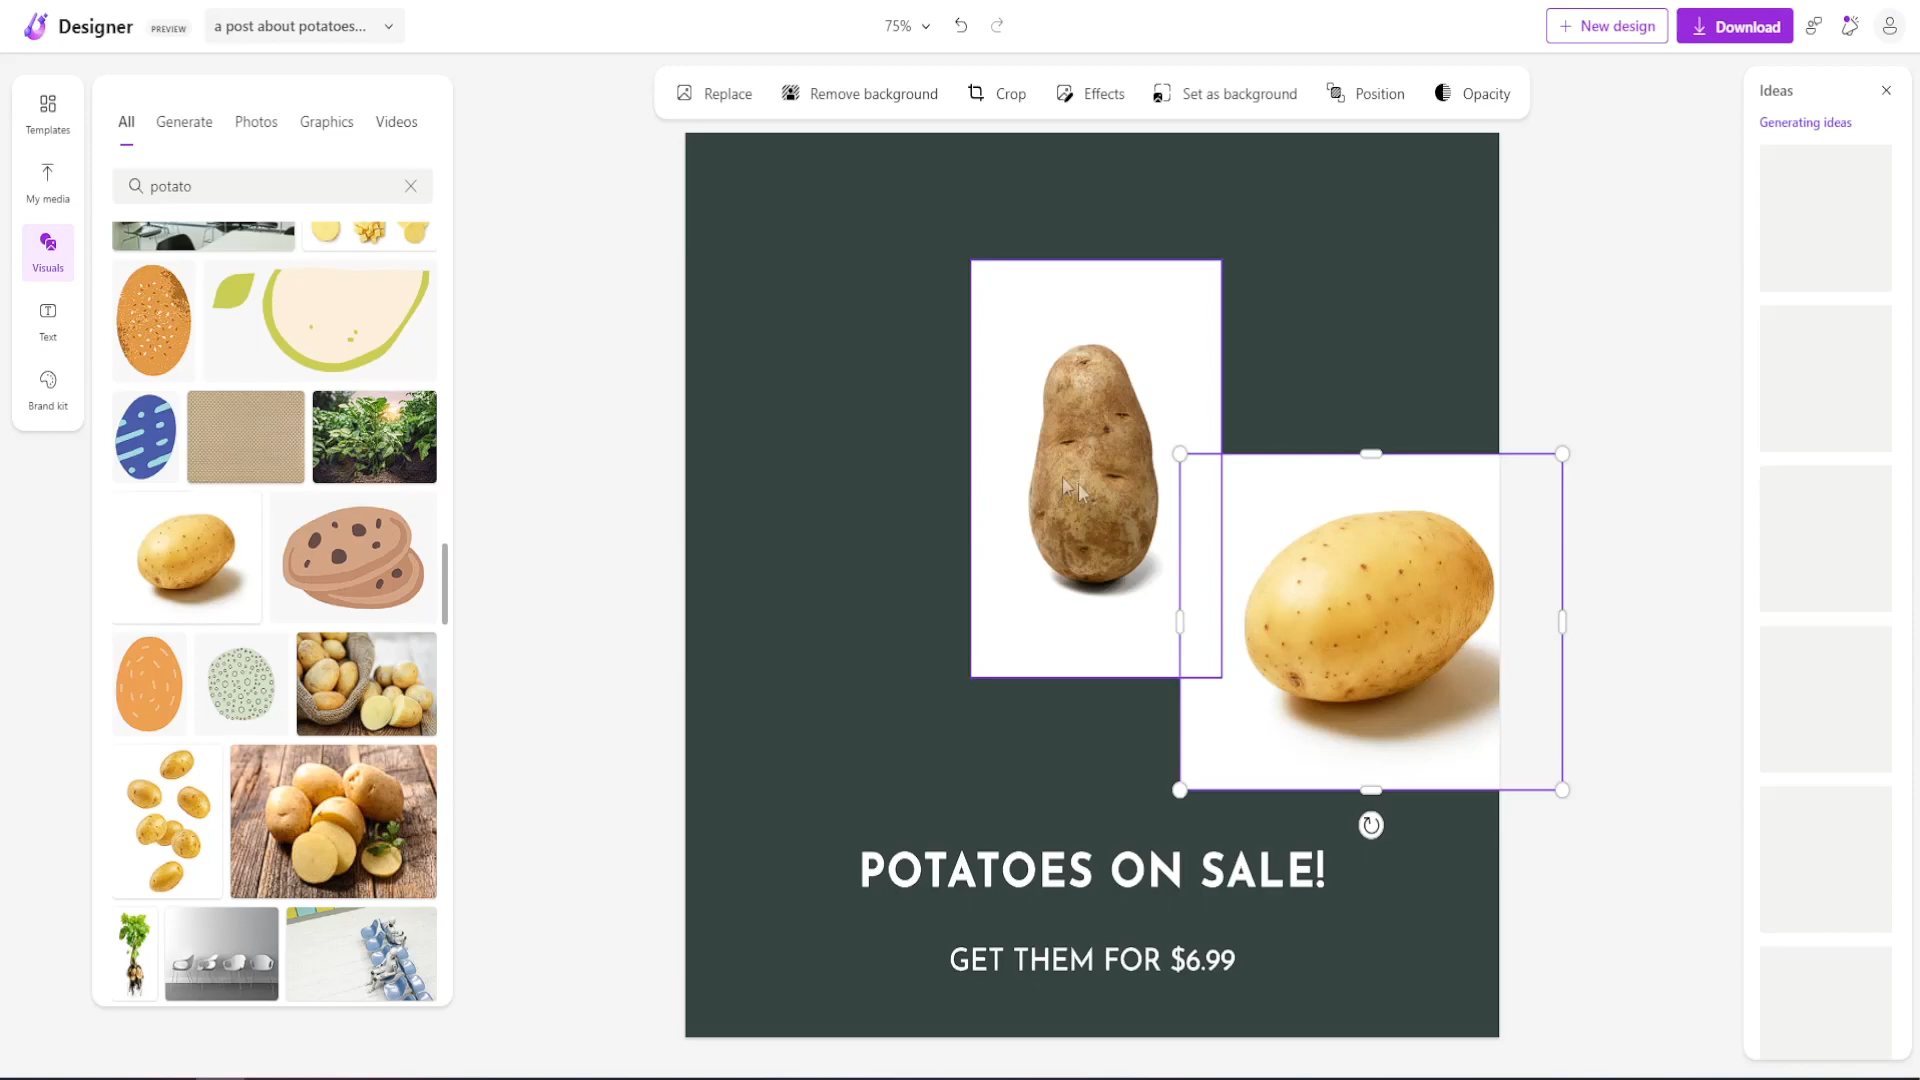 Designer PREVIEW a post about potatoes...
75%
New design
Download
Templates
My media
Visuals
Text
Brand kit
All Generate Photos Graphics Videos
potato
Replace Remove background Crop Effects Set as background Position Opacity
POTATOES ON SALE!
GET THEM FOR $6.99
Ideas
Generating ideas